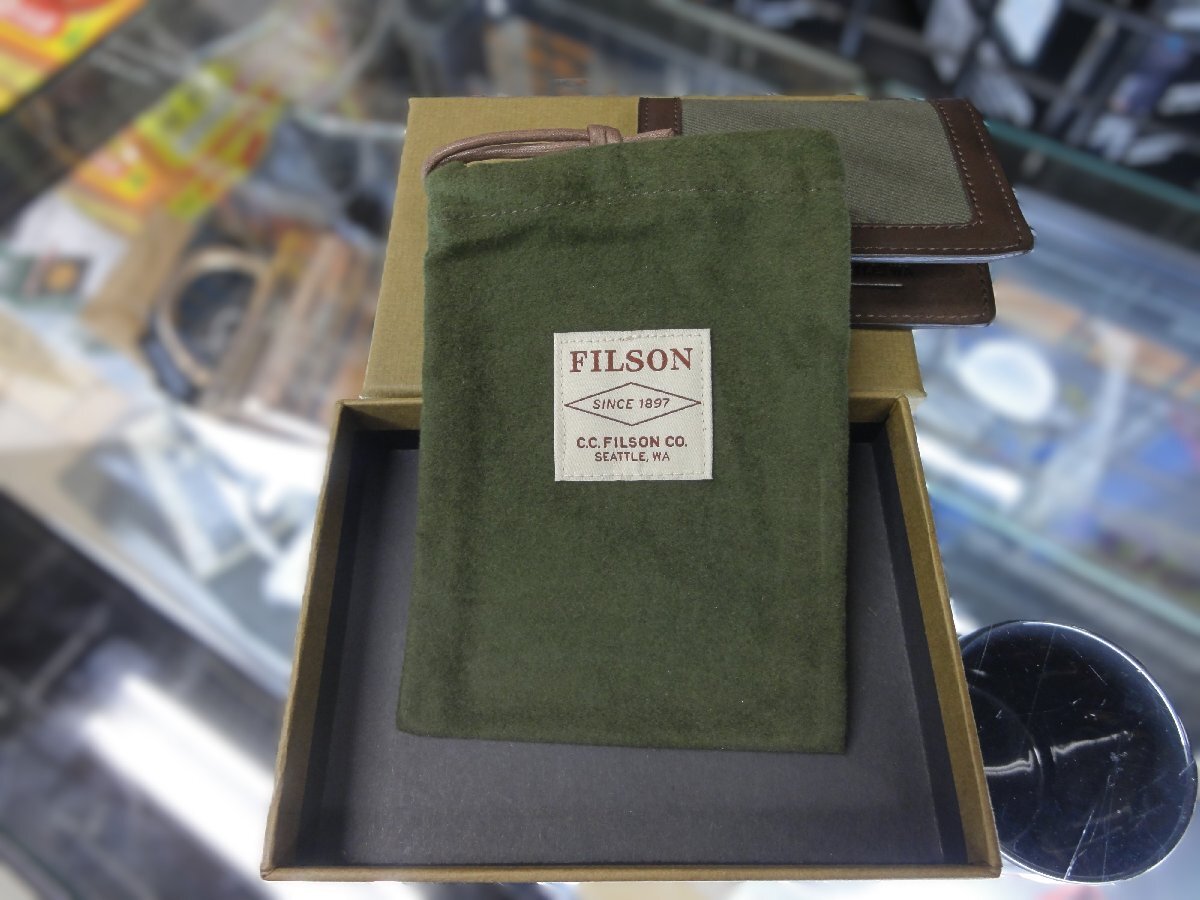 FILSON
SINCE 1897
C.C. FILSON CO.
SEATTLE, WA